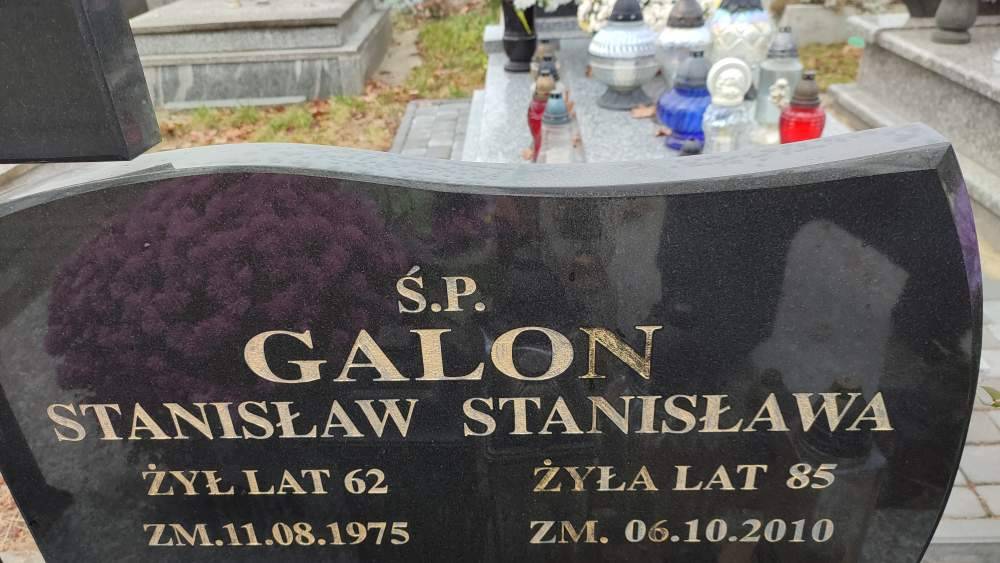 Ś.P.
GALON
STANISŁAW STANISŁAWA
ŻYŁ LAT 62 ŻYŁA LAT 85
ZM.11.08.1975 ZM. 06.10.2010